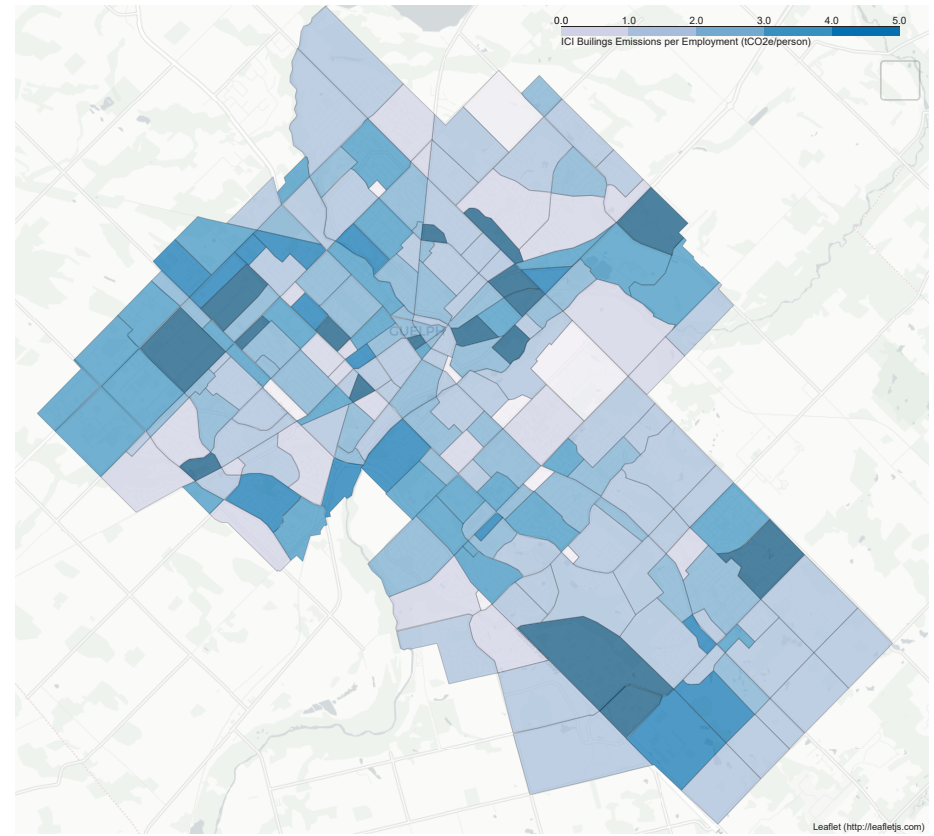 0.0 1.0 2.0 3.0 4.0 5.0
ICI Builings Emissions per Employment (tCO2e/person)
GUELPH
Leaflet (http://leafletjs.com)